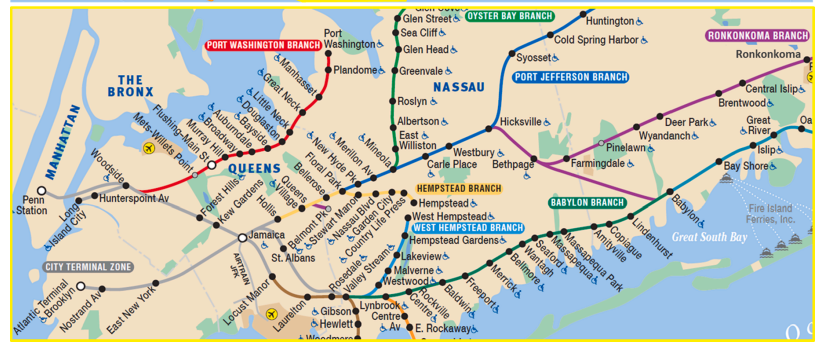 Glen Street
OYSTER BAY BRANCH
Sea Cliff
Glen Head
Greenvale
Roslyn
Albertson
East
Williston
PORT WASHINGTON BRANCH
Port
Washington
Plandome
Manhasset
Great Neck
Little Neck
Douglaston
Bayside
Auburndale
Broadway
Murray Hill
Flushing-Main St
Mets-Willets Point
Woodside
THE
BRONX
MANHATTAN
QUEENS
NASSAU
Huntington
Cold Spring Harbor
Syosset
PORT JEFFERSON BRANCH
Hicksville
Westbury
Carle Place
Mineola
Merillon Av
New Hyde Pk
Floral Park
Bellerose
Queens
Village
Hollis
RONKONKOMA BRANCH
Ronkonkoma
Central Islip
Brentwood
Deer Park
Wyandanch
Pinelawn
Farmingdale
Bethpage
Great
River
Islip
Bay Shore
Babylon
Fire Island
Ferries, Inc.
Great South Bay
Penn
Station
Long
Island City
Hunterspoint Av
Forest Hills
Kew Gardens
Jamaica
AIRTRAIN
JFK
CITY TERMINAL ZONE
Atlantic Terminal
Brooklyn
Nostrand Av
East New York
HEMPSTEAD BRANCH
Hempstead
Country Life Press
Garden City
Nassau Blvd
Stewart Manor
Belmont Pk
St. Albans
WEST HEMPSTEAD BRANCH
West Hempstead
Hempstead Gardens
Lakeview
Malverne
Westwood
Valley Stream
Rosedale
Laurelton
Locust Manor
BABYLON BRANCH
Lindenhurst
Copiague
Amityville
Massapequa Park
Massapequa
Seaford
Wantagh
Bellmore
Merrick
Freeport
Baldwin
Rockville
Centre
Lynbrook
Centre
Av
E. Rockaway
Gibson
Hewlett